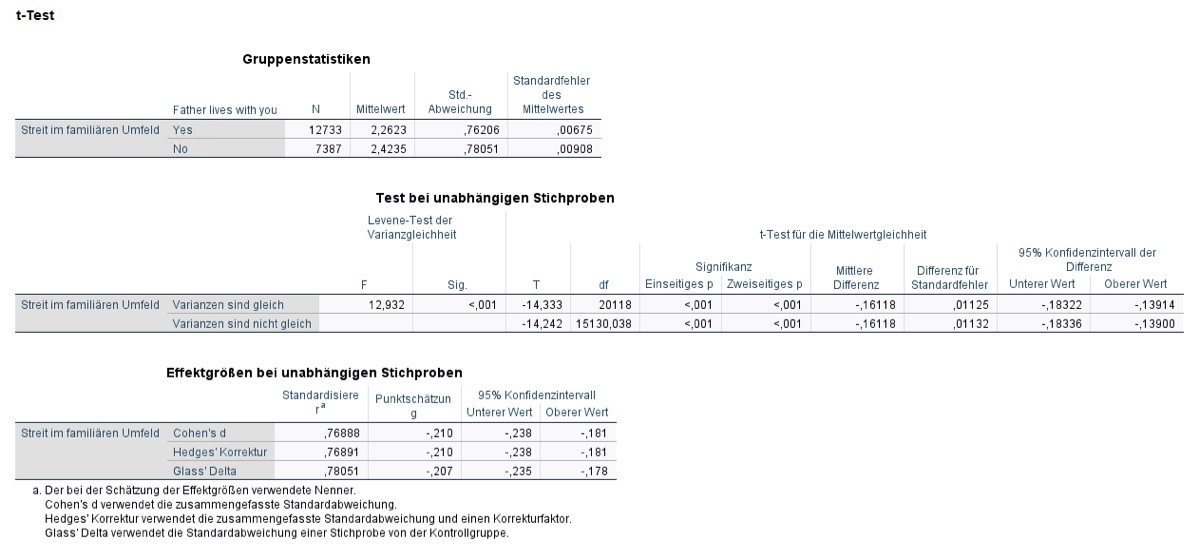 t-Test
Gruppenstatistiken
Father lives with you N Mittelwert Std.-Abweichung Standardfehler des Mittelwertes
Streit im familiären Umfeld Yes 12733 2,2623 ,76206 ,00675
No 7387 2,4235 ,78051 ,00908
Test bei unabhängigen Stichproben
Levene-Test der Varianzgleichheit t-Test für die Mittelwertgleichheit
F Sig. T df Signifikanz Einseitiges p Zweiseitiges p Mittlere Differenz Differenz für Standardfehler 95% Konfidenzintervall der Differenz Unterer Wert Oberer Wert
Streit im familiären Umfeld Varianzen sind gleich 12,932 <,001 -14,333 20118 <,001 <,001 -,16118 ,01125 -,18322 -,13914
Varianzen sind nicht gleich -14,242 15130,038 <,001 <,001 -,16118 ,01132 -,18336 -,13900
Effektgrößen bei unabhängigen Stichproben
Standardisierer a Punktschätzung 95% Konfidenzintervall Unterer Wert Oberer Wert
Streit im familiären Umfeld Cohen's d ,76888 -,210 -,238 -,181
Hedges' Korrektur ,76891 -,210 -,238 -,181
Glass' Delta ,78051 -,207 -,235 -,178
a. Der bei der Schätzung der Effektgrößen verwendete Nenner.
Cohen's d verwendet die zusammengefasste Standardabweichung.
Hedges' Korrektur verwendet die zusammengefasste Standardabweichung und einen Korrekturfaktor.
Glass' Delta verwendet die Standardabweichung einer Stichprobe von der Kontrollgruppe.